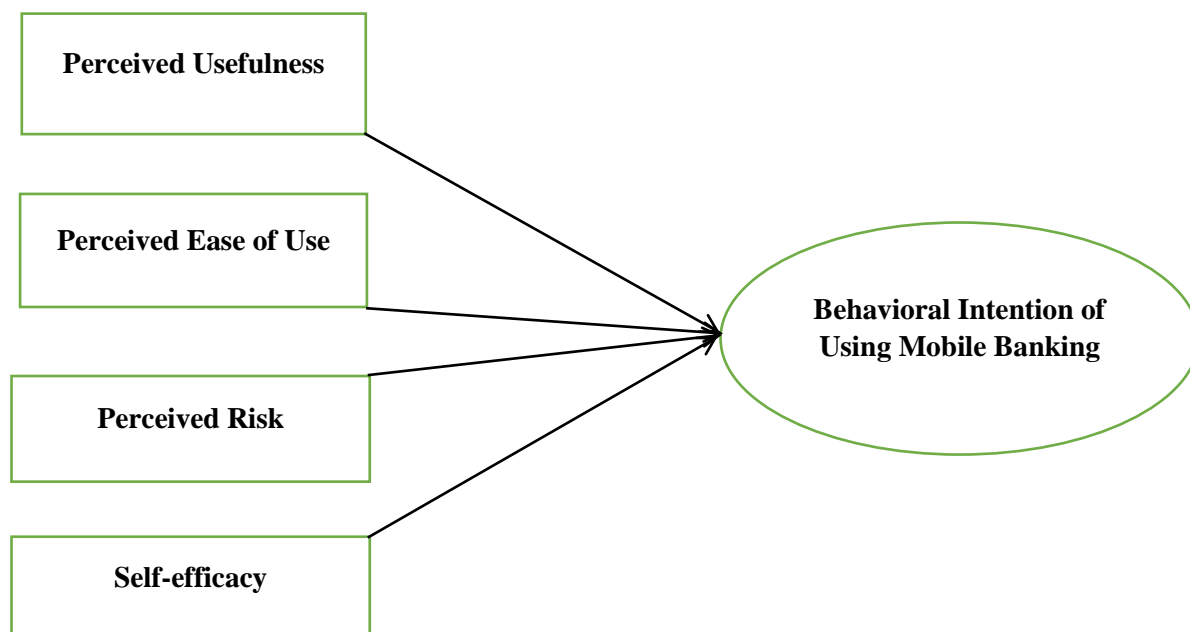 Perceived Usefulness
Perceived Ease of Use
Perceived Risk
Self-efficacy
Behavioral Intention of
Using Mobile Banking